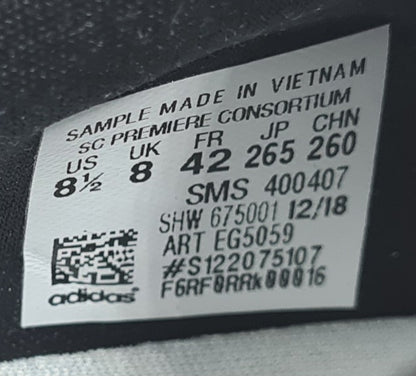 SAMPLE MADE IN VIETNAM
SC PREMIERE CONSORTIUM
US UK FR JP CHN
8½ 8 42 265 260
SMS 400407
SHW 675001 12/18
ART EG5059
#S122075107
adidas